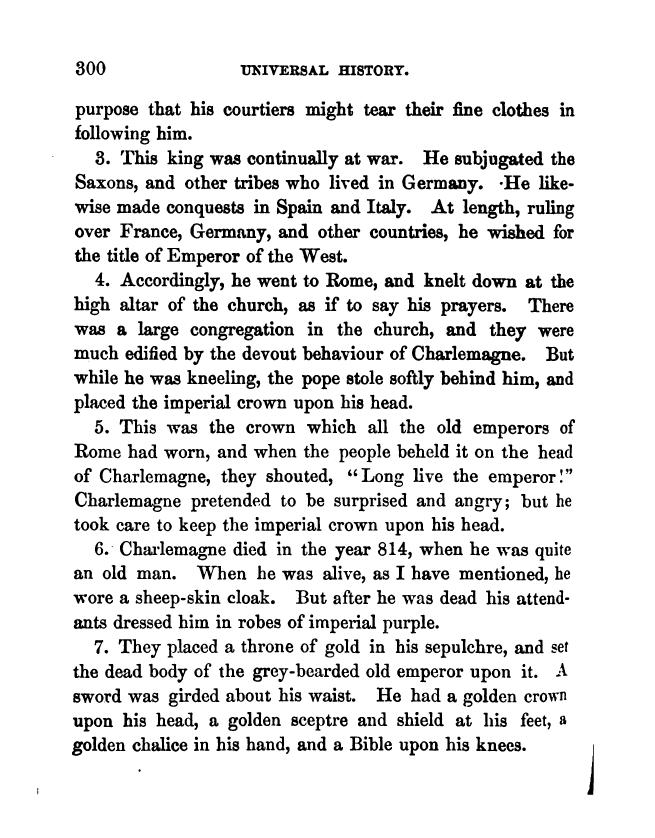 300 UNIVERSAL HISTORY.
purpose that his courtiers might tear their fine clothes in
following him.
3. This king was continually at war. He subjugated the
Saxons, and other tribes who lived in Germany. He like-
wise made conquests in Spain and Italy. At length, ruling
over France, Germany, and other countries, he wished for
the title of Emperor of the West.
4. Accordingly, he went to Rome, and knelt down at the
high altar of the church, as if to say his prayers. There
was a large congregation in the church, and they were
much edified by the devout behaviour of Charlemagne. But
while he was kneeling, the pope stole softly behind him, and
placed the imperial crown upon his head.
5. This was the crown which all the old emperors of
Rome had worn, and when the people beheld it on the head
of Charlemagne, they shouted, "Long live the emperor!"
Charlemagne pretended to be surprised and angry; but he
took care to keep the imperial crown upon his head.
6. Charlemagne died in the year 814, when he was quite
an old man. When he was alive, as I have mentioned, he
wore a sheep-skin cloak. But after he was dead his attend-
ants dressed him in robes of imperial purple.
7. They placed a throne of gold in his sepulchre, and set
the dead body of the grey-bearded old emperor upon it. A
sword was girded about his waist. He had a golden crown
upon his head, a golden sceptre and shield at his feet, a
golden chalice in his hand, and a Bible upon his knees.